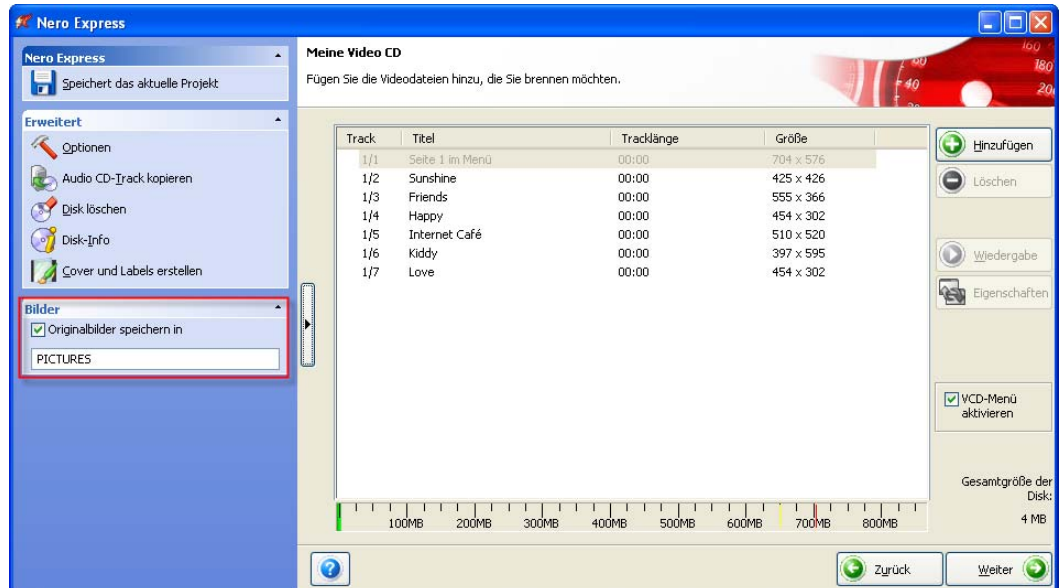 Nero Express
Nero Express
Speichert das aktuelle Projekt
Erweitert
Optionen
Audio CD-Track kopieren
Disk löschen
Disk-Info
Cover und Labels erstellen
Bilder
Originalbilder speichern in
PICTURES
Meine Video CD
Fügen Sie die Videodateien hinzu, die Sie brennen möchten.
Track Titel Tracklänge Größe
1/1 Seite 1 im Menü 00:00 704 x 576
1/2 Sunshine 00:00 425 x 426
1/3 Friends 00:00 555 x 366
1/4 Happy 00:00 454 x 302
1/5 Internet Café 00:00 510 x 520
1/6 Kiddy 00:00 397 x 595
1/7 Love 00:00 454 x 302
100MB 200MB 300MB 400MB 500MB 600MB 700MB 800MB
Hinzufügen
Löschen
Wiedergabe
Eigenschaften
VCD-Menü
aktivieren
Gesamtgröße der
Disk:
4 MB
Zurück
Weiter
40
160
180